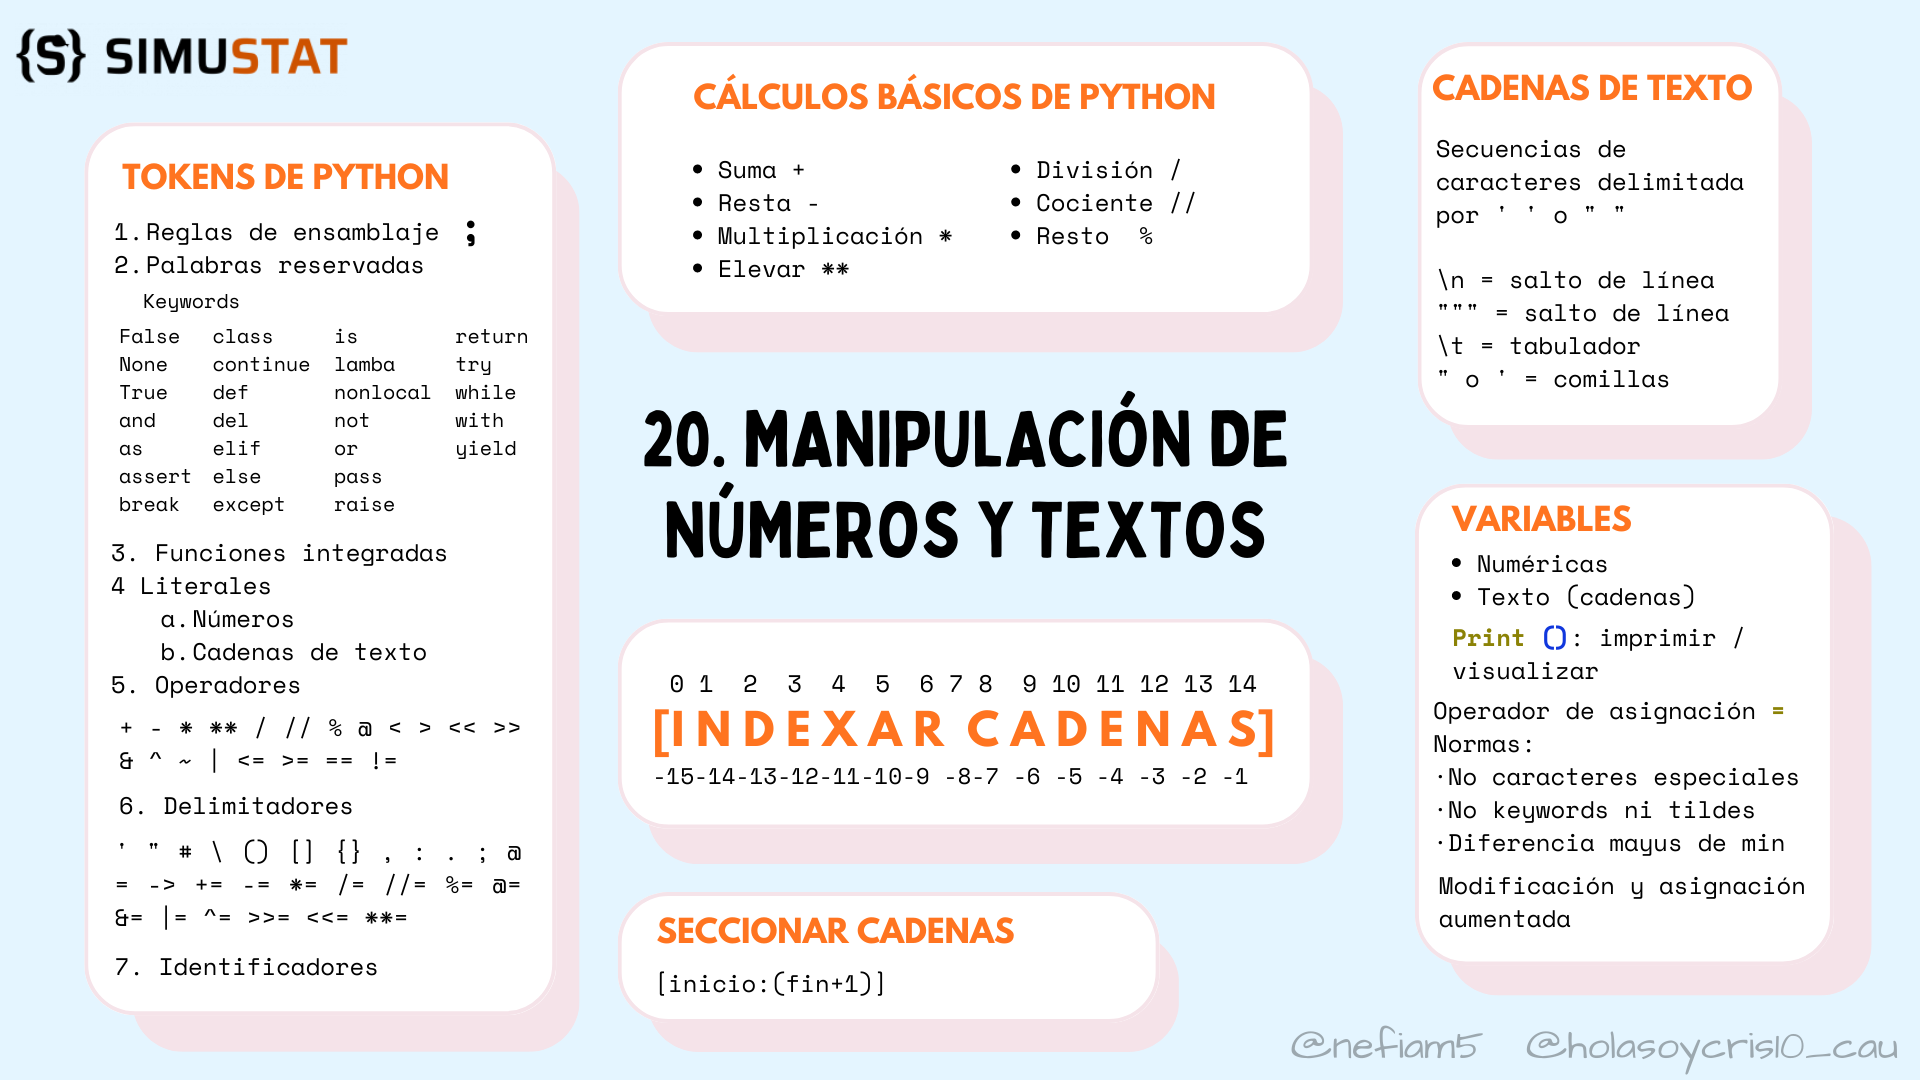 {S} SIMUSTAT
TOKENS DE PYTHON
1.Reglas de ensamblaje ;
2.Palabras reservadas
Keywords
False class is return
None continue lamba try
True def nonlocal while
and del not with
as elif or yield
assert else pass
break except raise
3. Funciones integradas
4 Literales
a.Números
b.Cadenas de texto
5. Operadores
+ - * ** / // % @ < > << >>
& ^ ~ | <= >= == !=
6. Delimitadores
' " # \ () [] {} , : . ; @
= -> += -= *= /= //= %= @=
&= |= ^= >>= <<= **=
7. Identificadores
CÁLCULOS BÁSICOS DE PYTHON
• Suma +
• Resta -
• Multiplicación *
• Elevar **
• División /
• Cociente //
• Resto %
20. MANIPULACIÓN DE
NÚMEROS Y TEXTOS
0 1 2 3 4 5 6 7 8 9 10 11 12 13 14
[INDEXAR CADENAS]
-15-14-13-12-11-10-9 -8-7 -6 -5 -4 -3 -2 -1
SECCIONAR CADENAS
[inicio:(fin+1)]
CADENAS DE TEXTO
Secuencias de
caracteres delimitada
por ' ' o " "
\n = salto de línea
""" = salto de línea
\t = tabulador
" o ' = comillas
VARIABLES
• Numéricas
• Texto (cadenas)
Print (): imprimir /
visualizar
Operador de asignación =
Normas:
·No caracteres especiales
·No keywords ni tildes
·Diferencia mayus de min
Modificación y asignación
aumentada
@nefiam5 @holasoycris10_cau